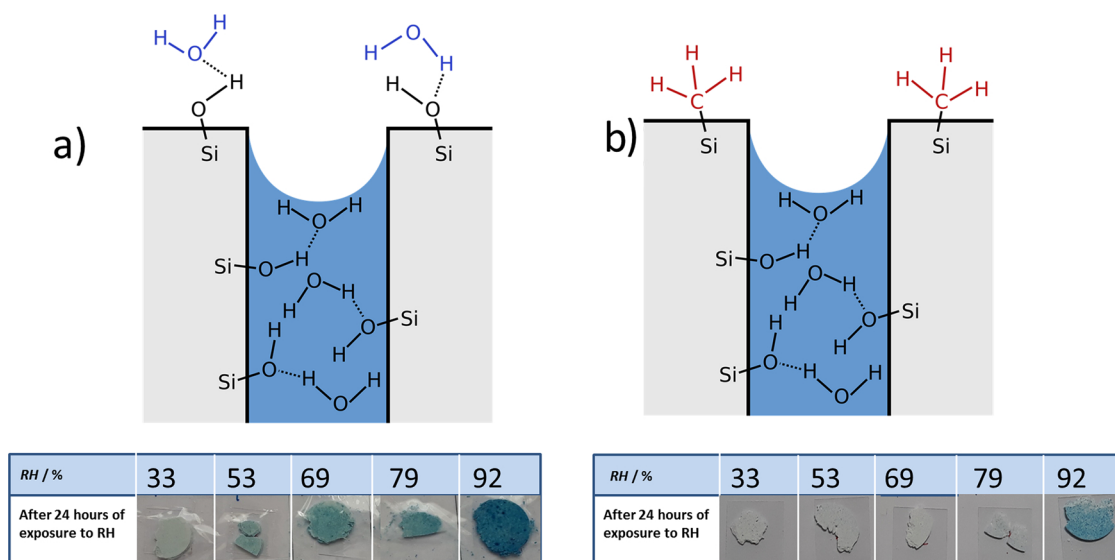 a)
H
O
H
H
O
Si
H
O
H
H
O
Si
H
O
H
Si
O
H
O
H
H
H
O
Si
H
Si
O
H
O
H
RH / %
33
53
69
79
92
After 24 hours of
exposure to RH
b)
H
H
H
C
Si
H
H
H
C
Si
H
O
H
Si
O
H
O
H
H
H
O
Si
H
Si
O
H
O
H
RH / %
33
53
69
79
92
After 24 hours of
exposure to RH